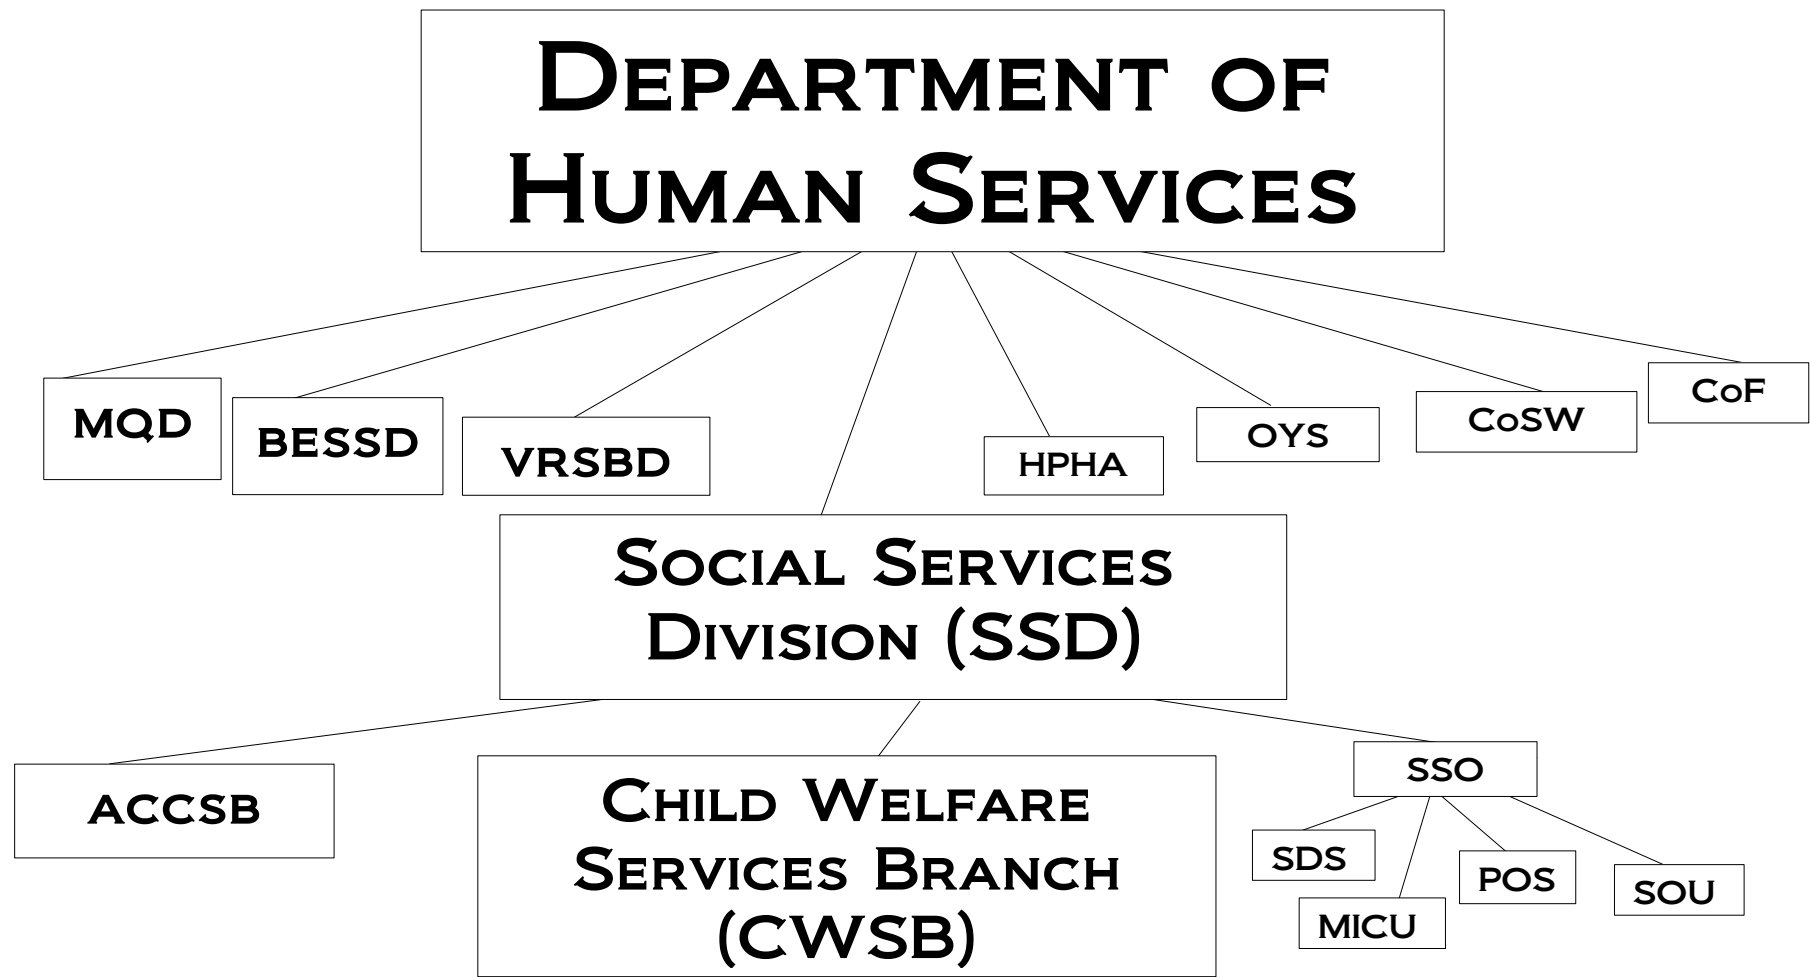 Department of
Human Services
MQD
BESSD
VRSBD
HPHA
OYS
CoSW
CoF
Social Services
Division (SSD)
ACCSB
Child Welfare
Services Branch
(CWSB)
SSO
SDS
MICU
POS
SOU